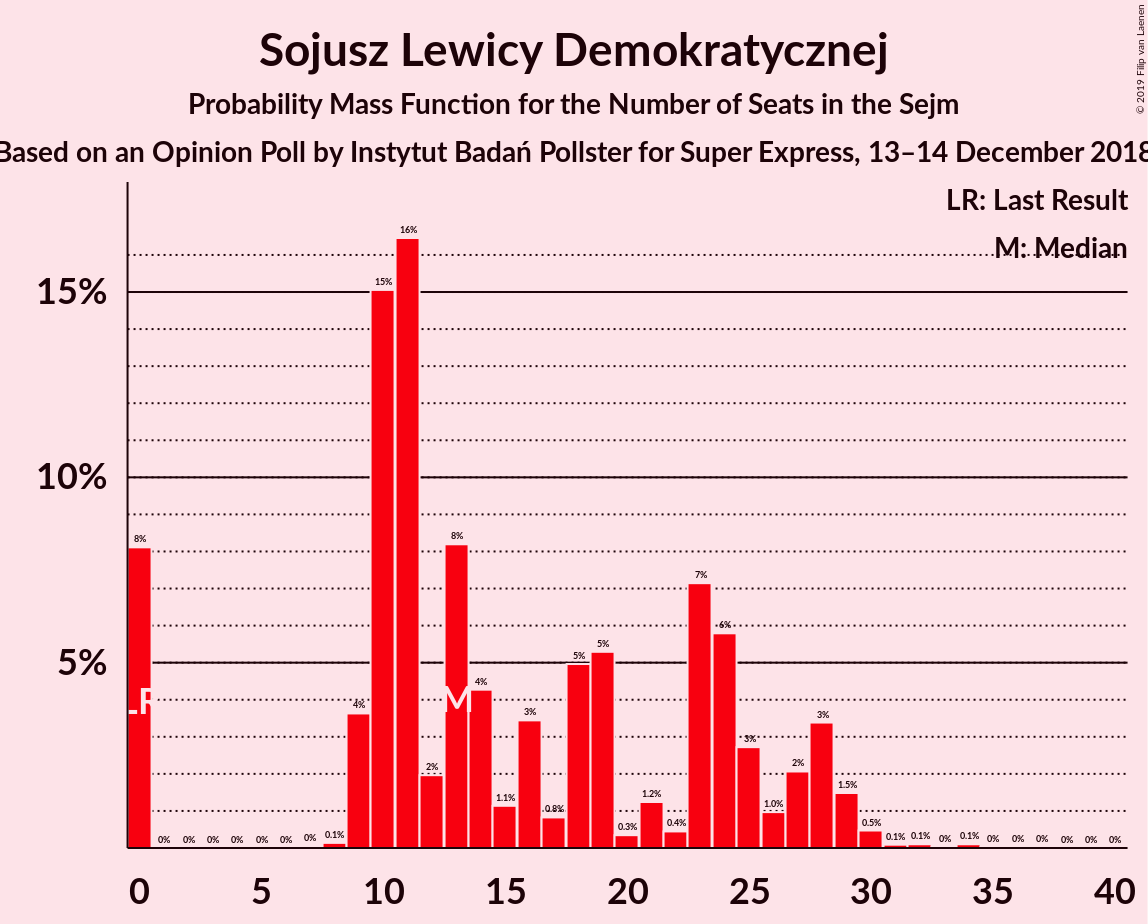 Sojusz Lewicy Demokratycznej
Probability Mass Function for the Number of Seats in the Sejm
Based on an Opinion Poll by Instytut Badań Pollster for Super Express, 13–14 December 2018
© 2019 Filip van Laenen
LR: Last Result
M: Median
15%
10%
5%
8% 0% 0% 0% 0% 0% 0% 0% 0.1% 4% 15% 16% 2% 8% 4% 1.1% 3% 0.8% 5% 5% 0.3% 1.2% 0.4% 7% 6% 3% 1.0% 2% 3% 1.5% 0.5% 0.1% 0.1% 0% 0.1% 0% 0% 0% 0% 0% 0%
LR M
0 5 10 15 20 25 30 35 40